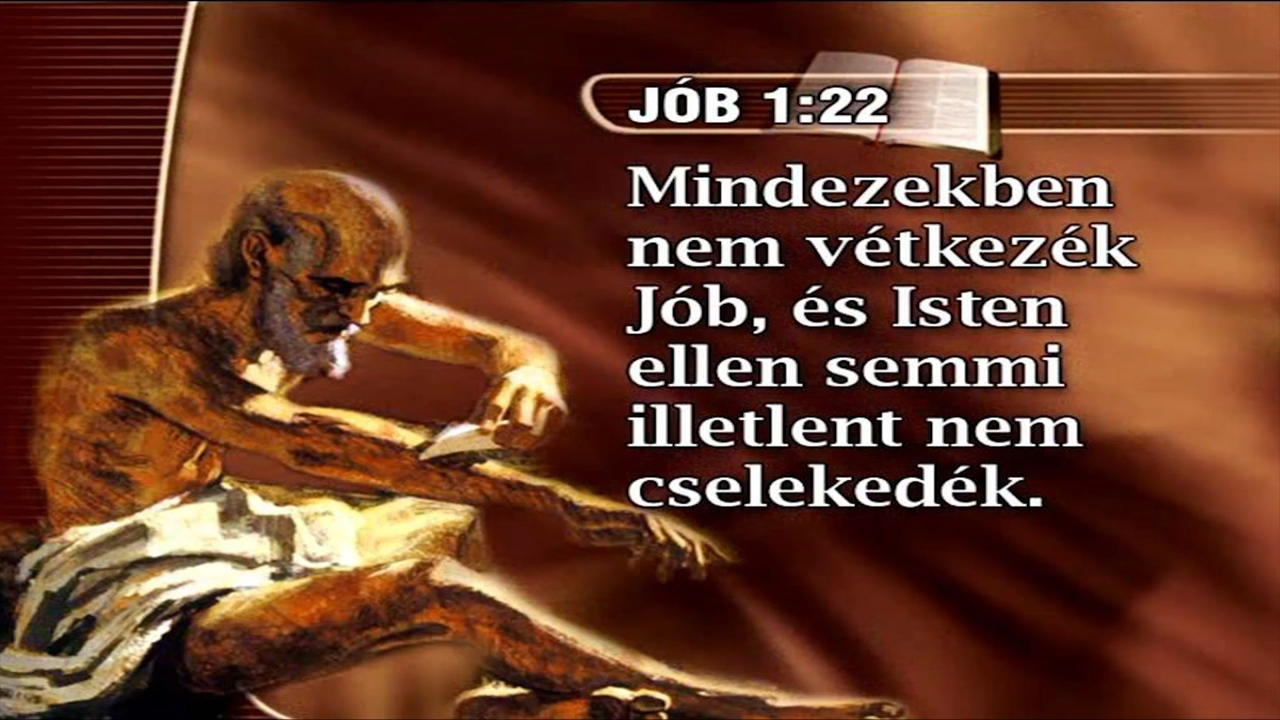 JÓB 1:22
Mindezekben
nem vétkezék
Jób, és Isten
ellen semmi
illetlent nem
cselekedék.